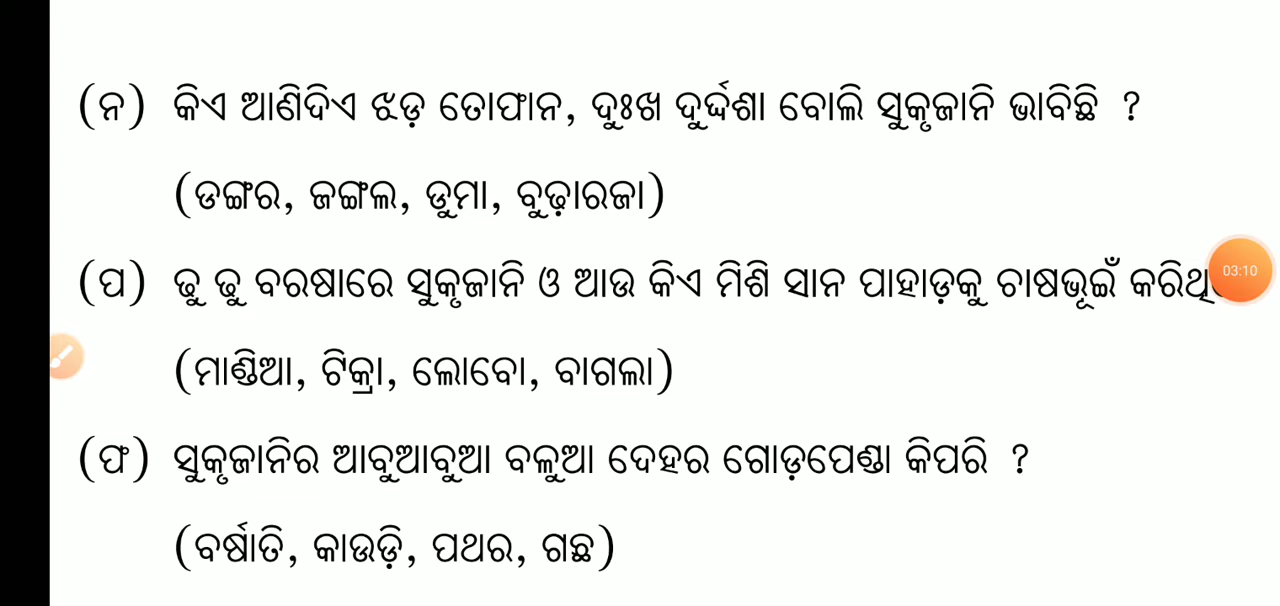 (ନ) କିଏ ଆଣିଦିଏ ଝଡ଼ ତୋଫାନ, ଦୁଃଖ ଦୁର୍ଦ୍ଦଶା ବୋଲି ସୁକୃଜାନି ଭାବିଛି ?
(ଡଙ୍ଗର, ଜଙ୍ଗଲ, ଡୁମା, ବୁଢ଼ାରଜା)
(ପ) ଢୁ ଢୁ ବରଷାରେ ସୁକୃଜାନି ଓ ଆଉ କିଏ ମିଶି ସାନ ପାହାଡ଼କୁ ଚାଷଭୂଇଁ
03:10
(ମାଣ୍ଡିଆ, ଟିକ୍ରା, ଲୋବୋ, ବାଗଲା)
(ଫ) ସୁକୃଜାନିର ଆବୁଆବୁଆ ବଳୁଆ ଦେହର ଗୋଡ଼ପେଣ୍ଡା କିପରି ?
(ବର୍ଷାତି, କାଉଡ଼ି, ପଥର, ଗଛ)